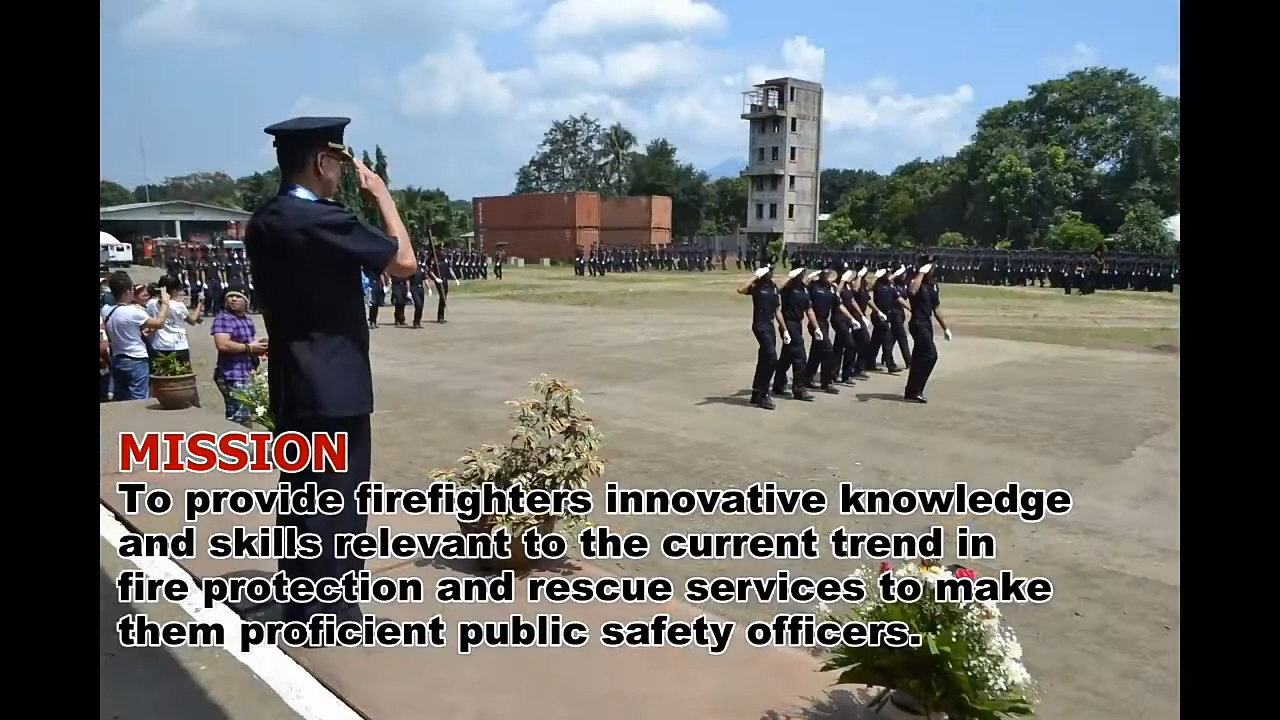 MISSION
To provide firefighters innovative knowledge
and skills relevant to the current trend in
fire protection and rescue services to make
them proficient public safety officers.